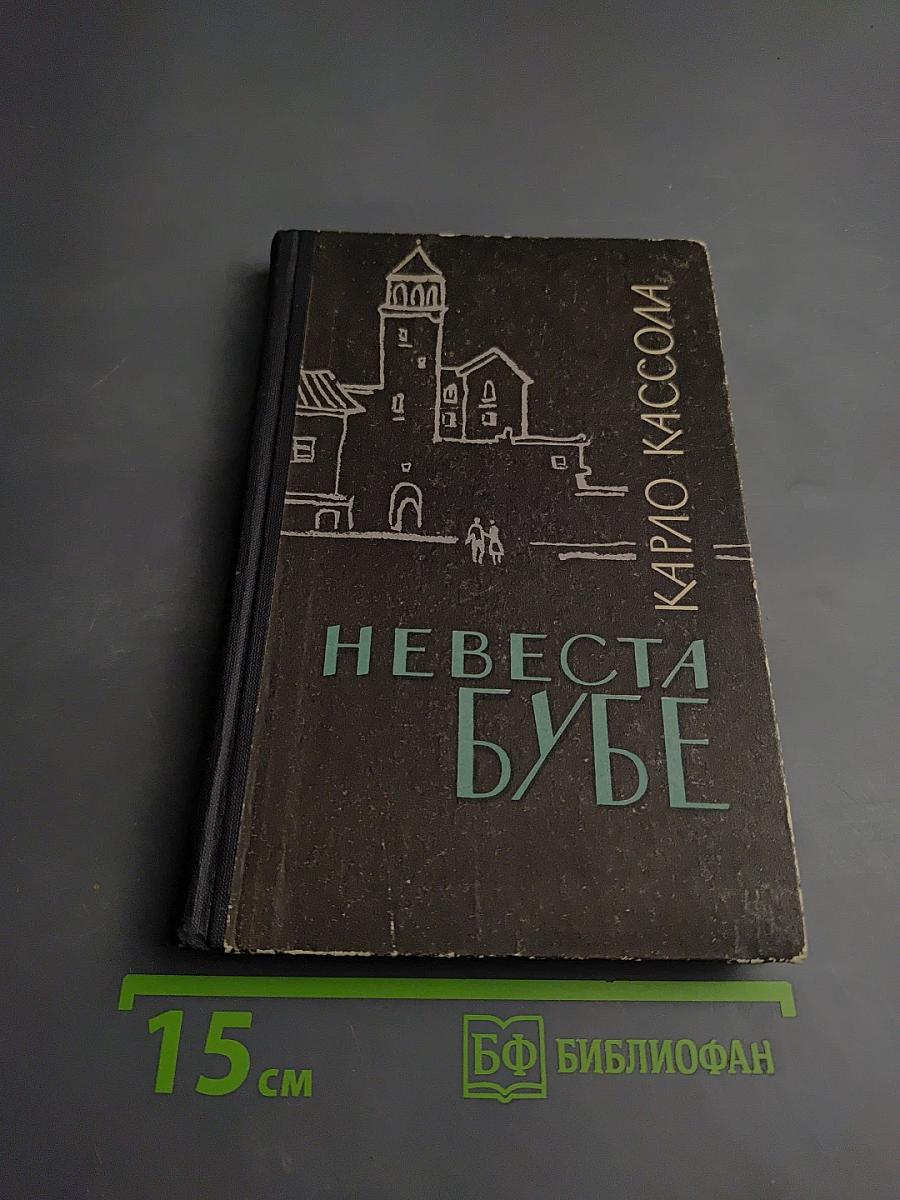 КАРЛО КАССОЛА
НЕВЕСТА
БУБЕ
15 см
БФ БИБЛИОФАН